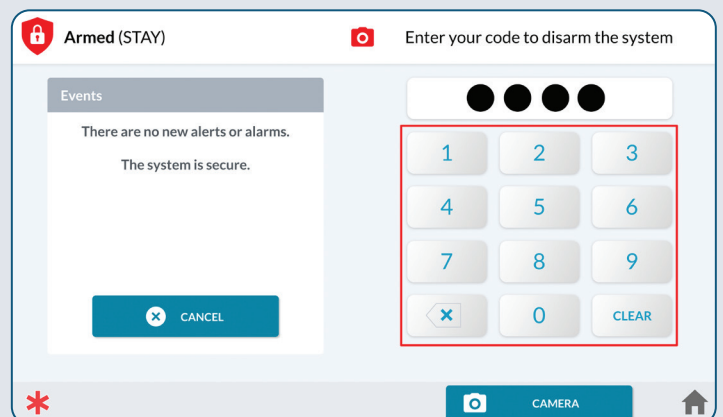 Armed (STAY)
Enter your code to disarm the system
Events
There are no new alerts or alarms.
The system is secure.
CANCEL
1 2 3
4 5 6
7 8 9
0 CLEAR
CAMERA